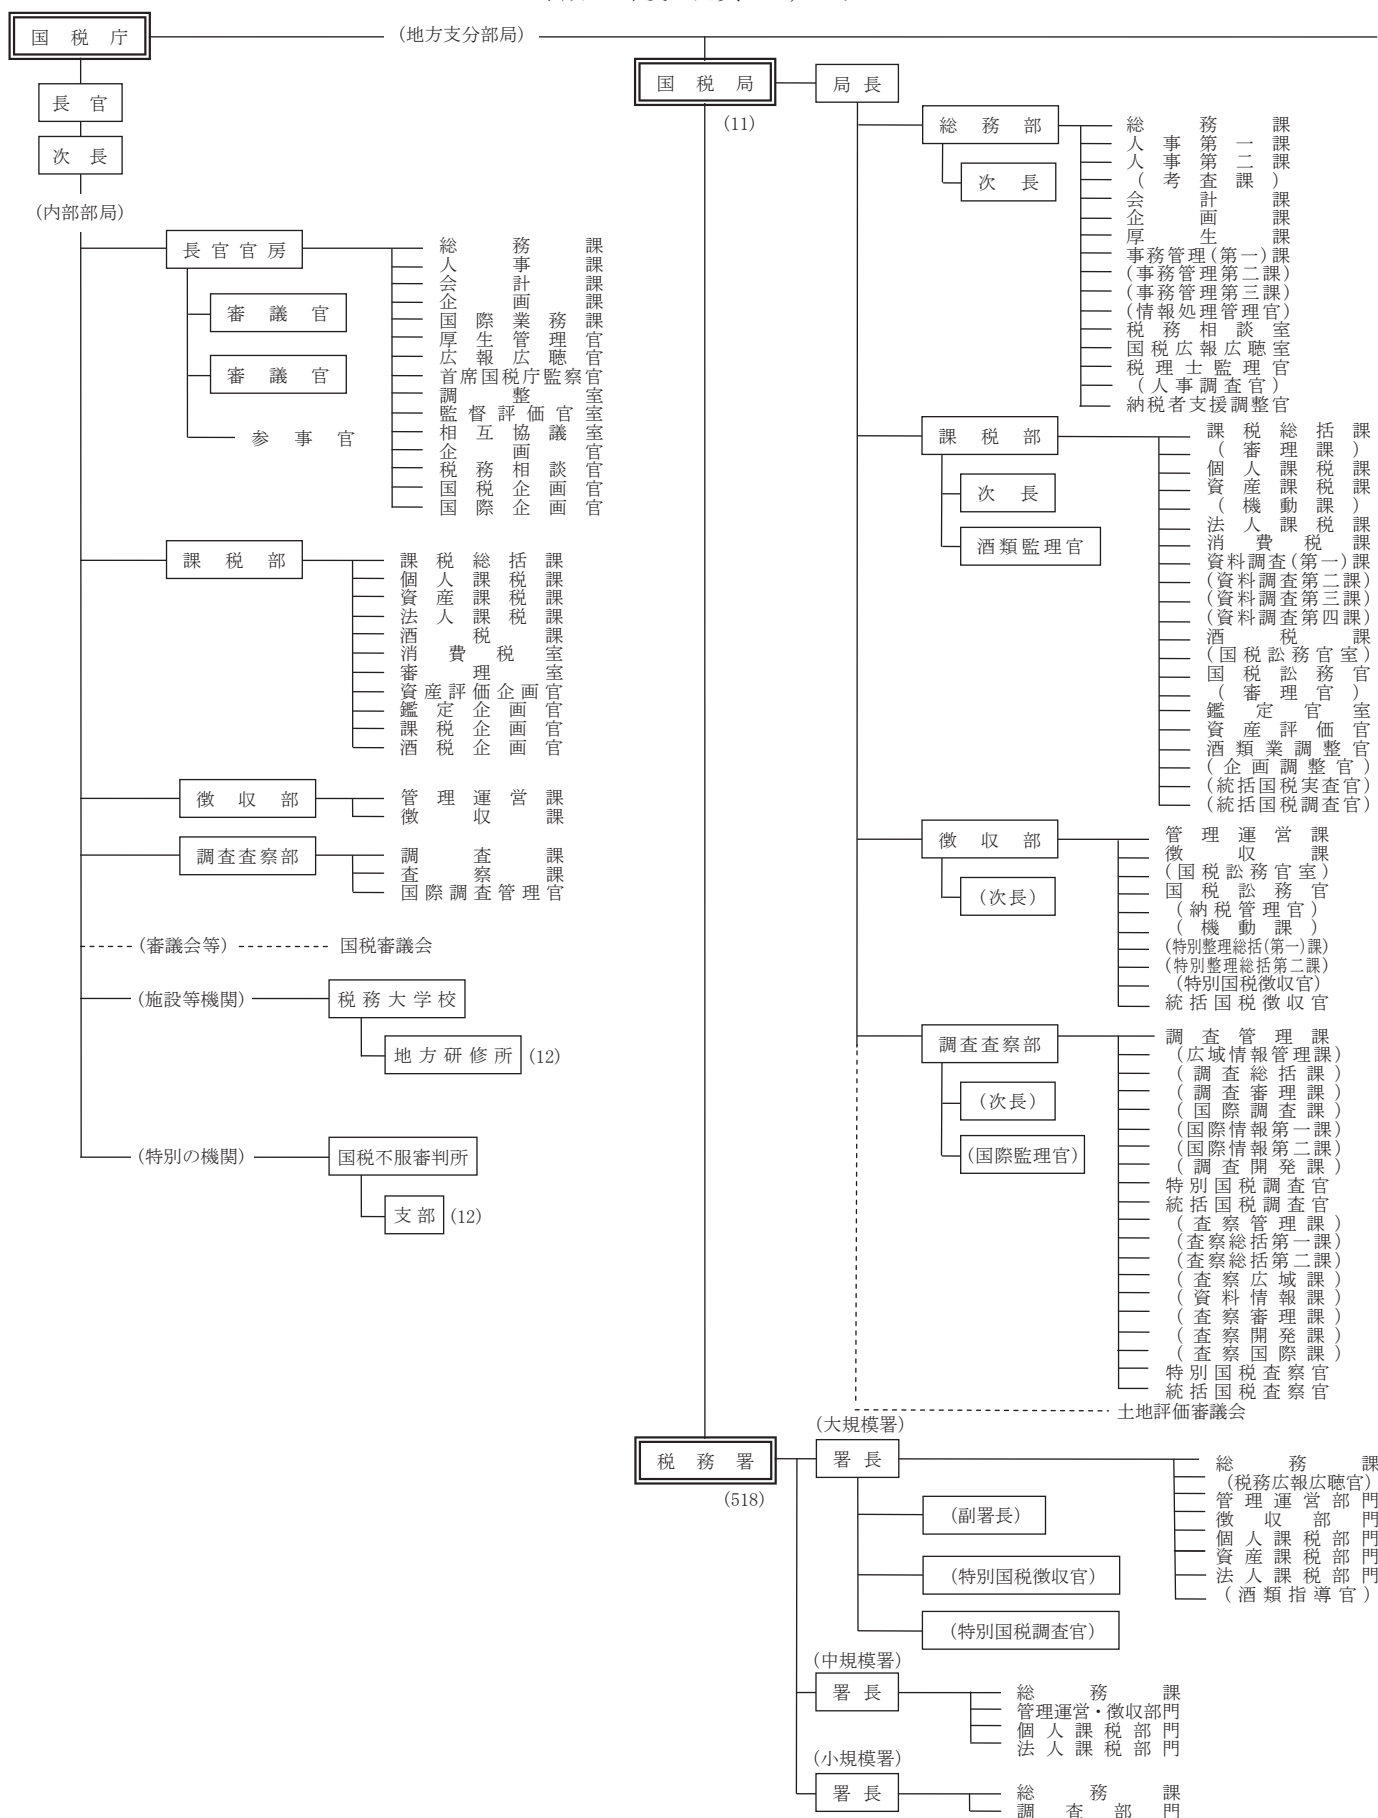 国税庁
(地方支分部局)
長官
次長
(内部部局)
長官官房
審議官
審議官
参事官
総務課
人事課
会計課
企画課
国際業務課
厚生管理官
広報広聴官
首席国税庁監察官
調整室
監督評価官室
相互協議室
企画官
税務相談官
国税企画官
国際企画官
課税部
課税総括課
個人課税課
資産課税課
法人課税課
酒税課
消費税室
審理室
資産評価企画官
鑑定企画官
課税企画官
酒税企画官
徴収部
管理運営課
徴収課
調査査察部
調査課
査察課
国際調査管理官
(審議会等)
国税審議会
(施設等機関)
税務大学校
地方研修所 (12)
(特別の機関)
国税不服審判所
支部 (12)
国税局
(11)
局長
総務部
次長
総務課
人事第一課
人事第二課
(考査課)
会計課
企画課
厚生課
事務管理(第一)課
(事務管理第二課)
(事務管理第三課)
(情報処理管理官)
税務相談室
国税広報広聴室
税理士監理官
(人事調査官)
納税者支援調整官
課税部
次長
酒類監理官
課税総括課
(審理課)
個人課税課
資産課税課
(機動課)
法人課税課
消費税課
資料調査(第一)課
(資料調査第二課)
(資料調査第三課)
(資料調査第四課)
酒税課
(国税訟務官室)
国税訟務官
(審理官)
鑑定官室
資産評価官
酒類業調整官
(企画調整官)
(統括国税実査官)
(統括国税調査官)
徴収部
(次長)
管理運営課
徴収課
(国税訟務官室)
国税訟務官
(納税管理官)
(機動課)
(特別整理総括(第一)課)
(特別整理総括第二課)
(特別国税徴収官)
統括国税徴収官
調査査察部
(次長)
(国際監理官)
調査管理課
(広域情報管理課)
(調査総括課)
(調査審理課)
(国際調査課)
(国際情報第一課)
(国際情報第二課)
(調査開発課)
特別国税調査官
統括国税調査官
(査察管理課)
(査察総括第一課)
(査察総括第二課)
(査察広域課)
(資料情報課)
(査察審理課)
(査察開発課)
(査察国際課)
特別国税査察官
統括国税査察官
土地評価審議会
税務署
(518)
(大規模署)
署長
(副署長)
(特別国税徴収官)
(特別国税調査官)
総務課
(税務広報広聴官)
管理運営部門
徴収部門
個人課税部門
資産課税部門
法人課税部門
(酒類指導官)
(中規模署)
署長
総務課
管理運営・徴収部門
個人課税部門
法人課税部門
(小規模署)
署長
総務課
調査部門